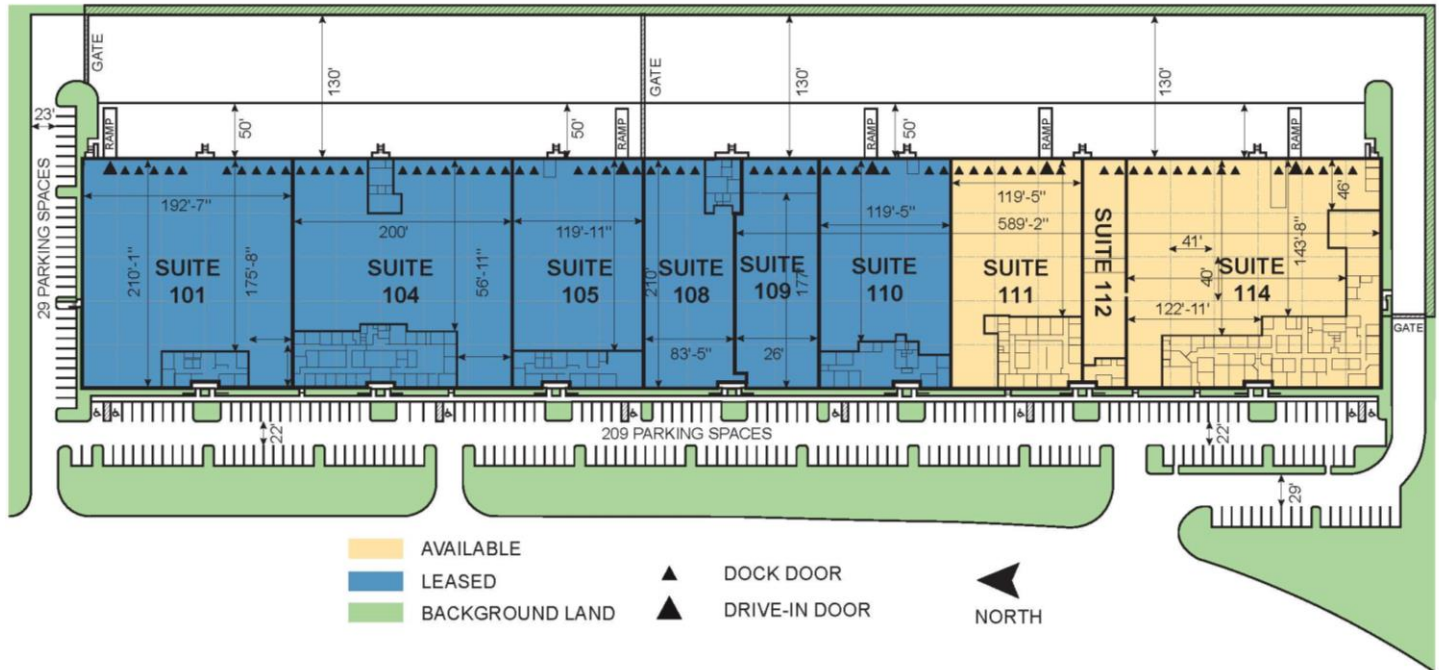 GATE
130'
GATE
130'
130'
23'
RAMP
50'
50'
RAMP
RAMP
50'
RAMP
RAMP
29 PARKING SPACES
192'-7"
210'-1"
175'-8"
SUITE
101
200'
56'-11"
SUITE
104
119'-11"
SUITE
105
210'
SUITE
108
83'-5"
SUITE
109
177'
26'
119'-5"
SUITE
110
119'-5"
589'-2"
SUITE
111
SUITE 112
46'
143'-8"
41'
40'
SUITE
114
122'-11'
GATE
22'
209 PARKING SPACES
22'
29'
AVAILABLE
LEASED
BACKGROUND LAND
DOCK DOOR
DRIVE-IN DOOR
NORTH